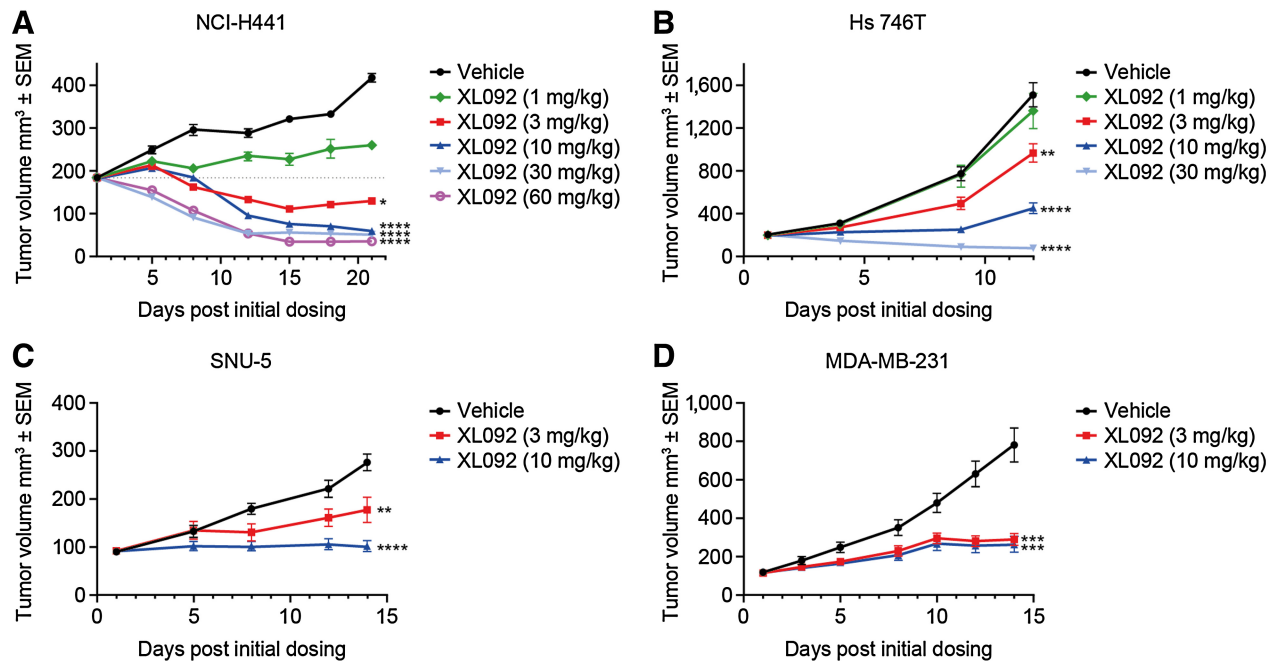 A
NCI-H441
Tumor volume mm³ ± SEM
400
300
200
100
0
5
10
15
20
Days post initial dosing
*
****
****
****
Vehicle
XL092 (1 mg/kg)
XL092 (3 mg/kg)
XL092 (10 mg/kg)
XL092 (30 mg/kg)
XL092 (60 mg/kg)
B
Hs 746T
Tumor volume mm³ ± SEM
1,600
1,200
800
400
0
0
5
10
Days post initial dosing
**
****
****
Vehicle
XL092 (1 mg/kg)
XL092 (3 mg/kg)
XL092 (10 mg/kg)
XL092 (30 mg/kg)
C
SNU-5
Tumor volume mm³ ± SEM
400
300
200
100
0
0
5
10
15
Days post initial dosing
**
****
Vehicle
XL092 (3 mg/kg)
XL092 (10 mg/kg)
D
MDA-MB-231
Tumor volume mm³ ± SEM
1,000
800
600
400
200
0
0
5
10
15
Days post initial dosing
***
***
Vehicle
XL092 (3 mg/kg)
XL092 (10 mg/kg)